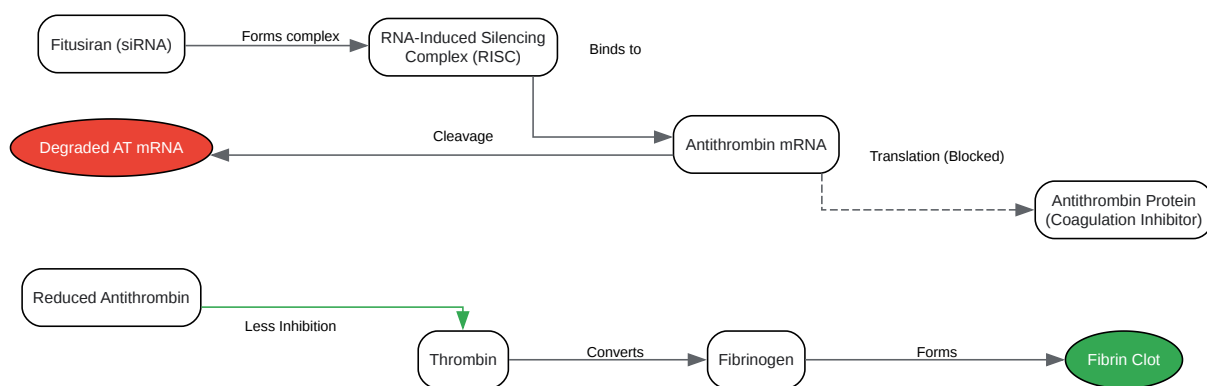 Fitusiran (siRNA)
Forms complex
RNA-Induced Silencing
Complex (RISC)
Binds to
Degraded AT mRNA
Cleavage
Antithrombin mRNA
Translation (Blocked)
Antithrombin Protein
(Coagulation Inhibitor)
Reduced Antithrombin
Less Inhibition
Thrombin
Converts
Fibrinogen
Forms
Fibrin Clot